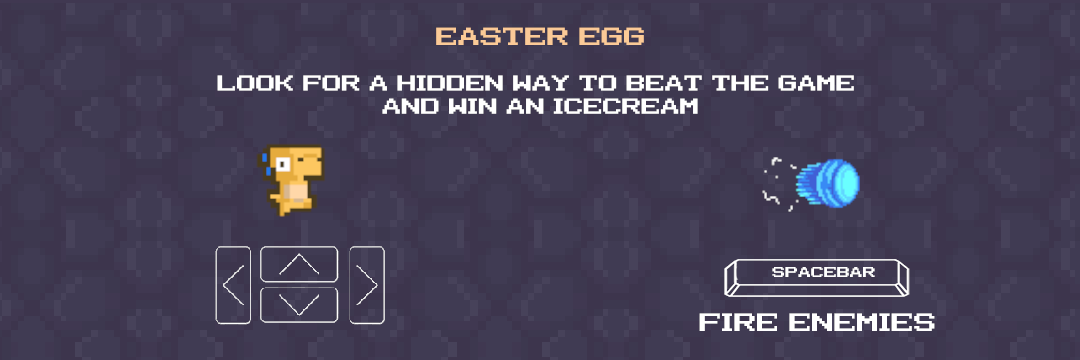 EASTER EGG
LOOK FOR A HIDDEN WAY TO BEAT THE GAME
AND WIN AN ICECREAM
SPACEBAR
FIRE ENEMIES